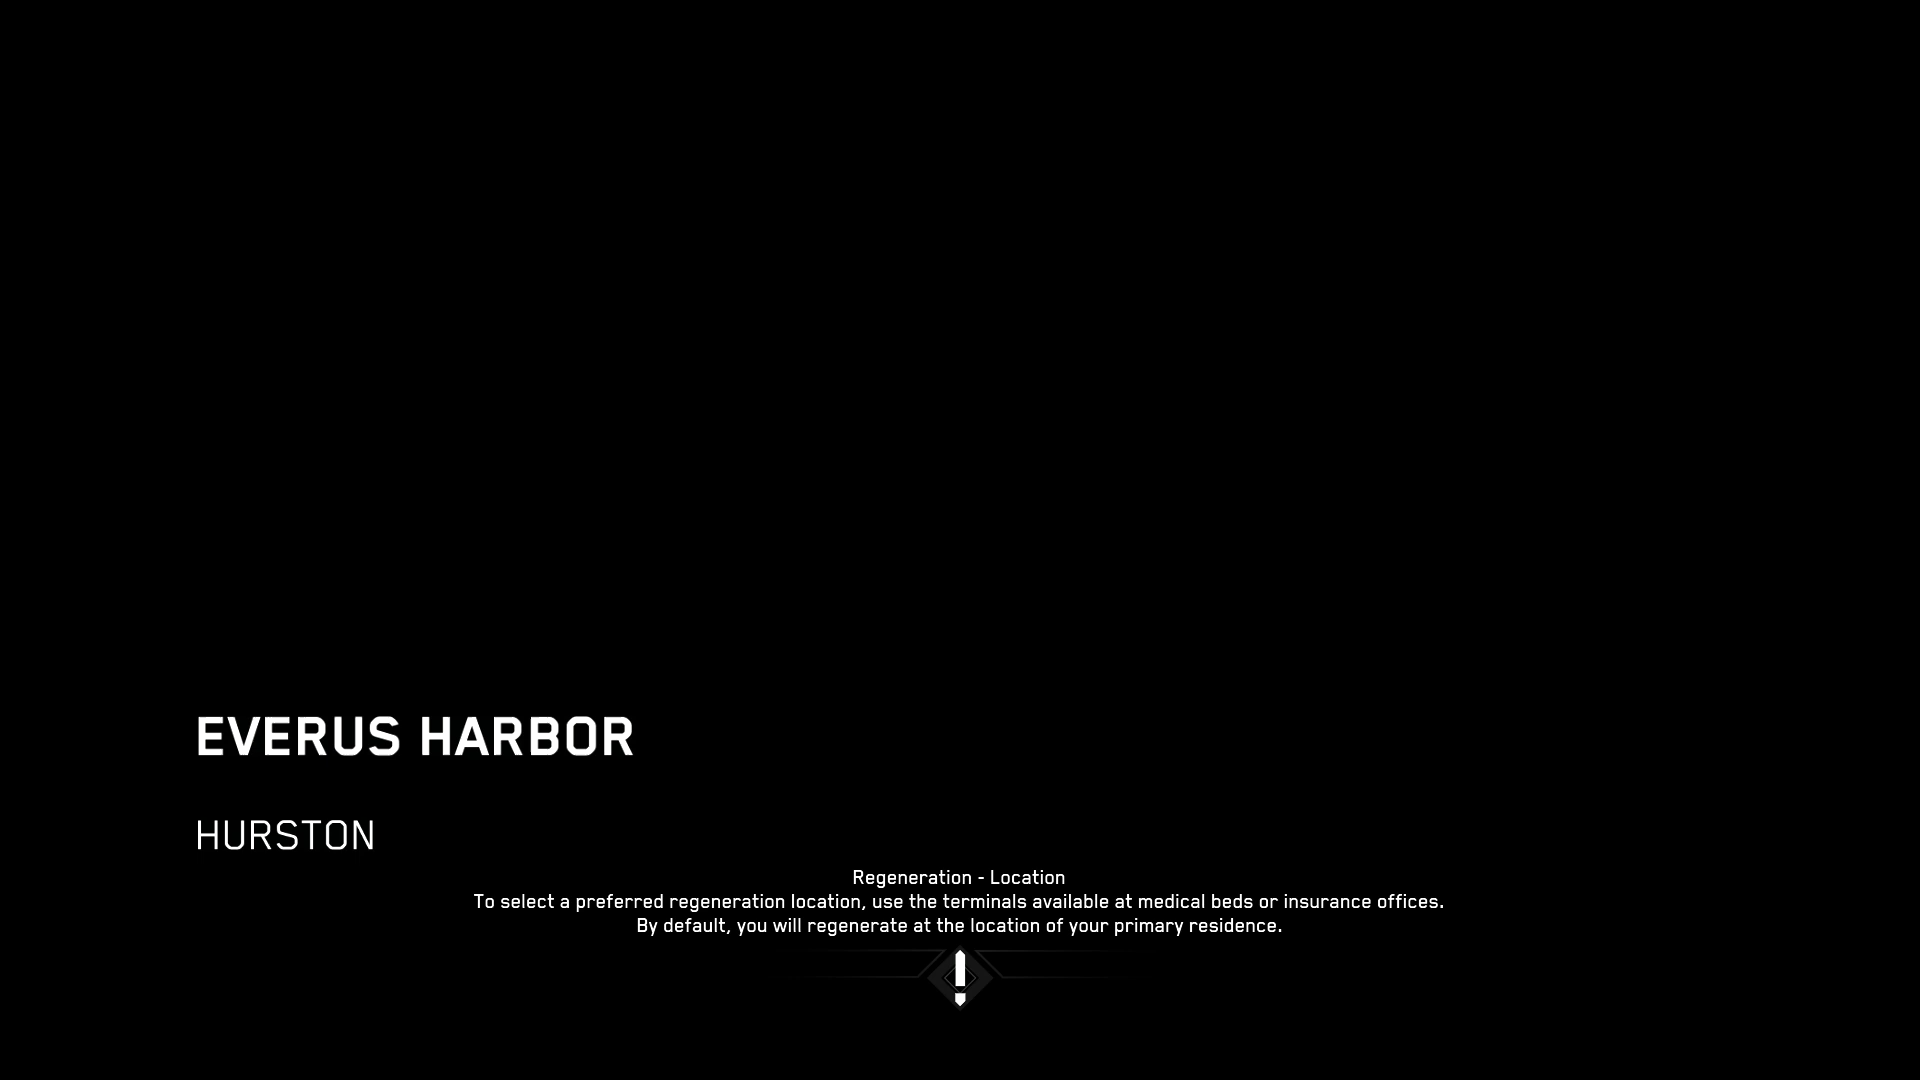 EVERUS HARBOR
HURSTON
Regeneration - Location
To select a preferred regeneration location, use the terminals available at medical beds or insurance offices.
By default, you will regenerate at the location of your primary residence.